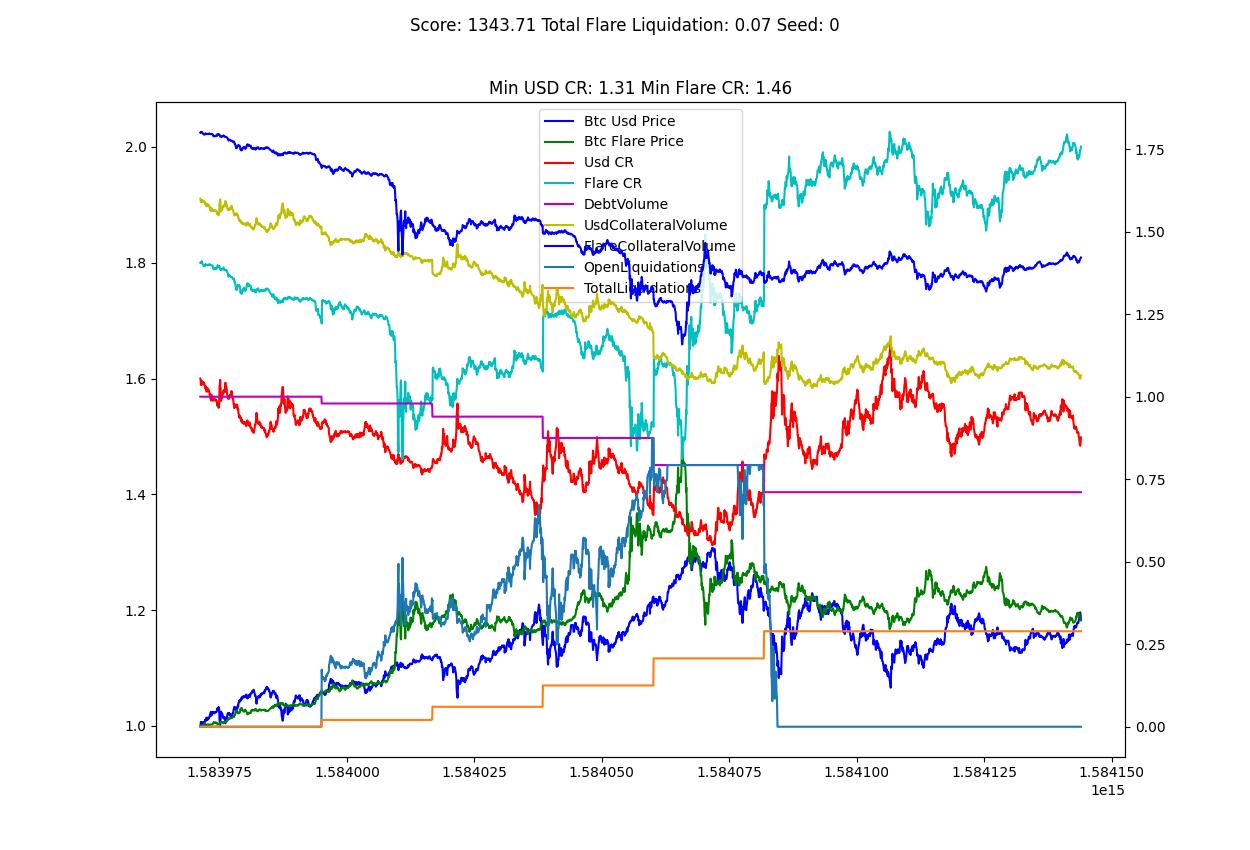 Score: 1343.71 Total Flare Liquidation: 0.07 Seed: 0
Min USD CR: 1.31 Min Flare CR: 1.46
Btc Usd Price
Btc Flare Price
Usd CR
Flare CR
DebtVolume
UsdCollateralVolume
FlareCollateralVolume
OpenLiquidations
TotalLiquidations
2.0
1.8
1.6
1.4
1.2
1.0
1.75
1.50
1.25
1.00
0.75
0.50
0.25
0.00
1.583975 1.584000 1.584025 1.584050 1.584075 1.584100 1.584125 1.584150
1e15